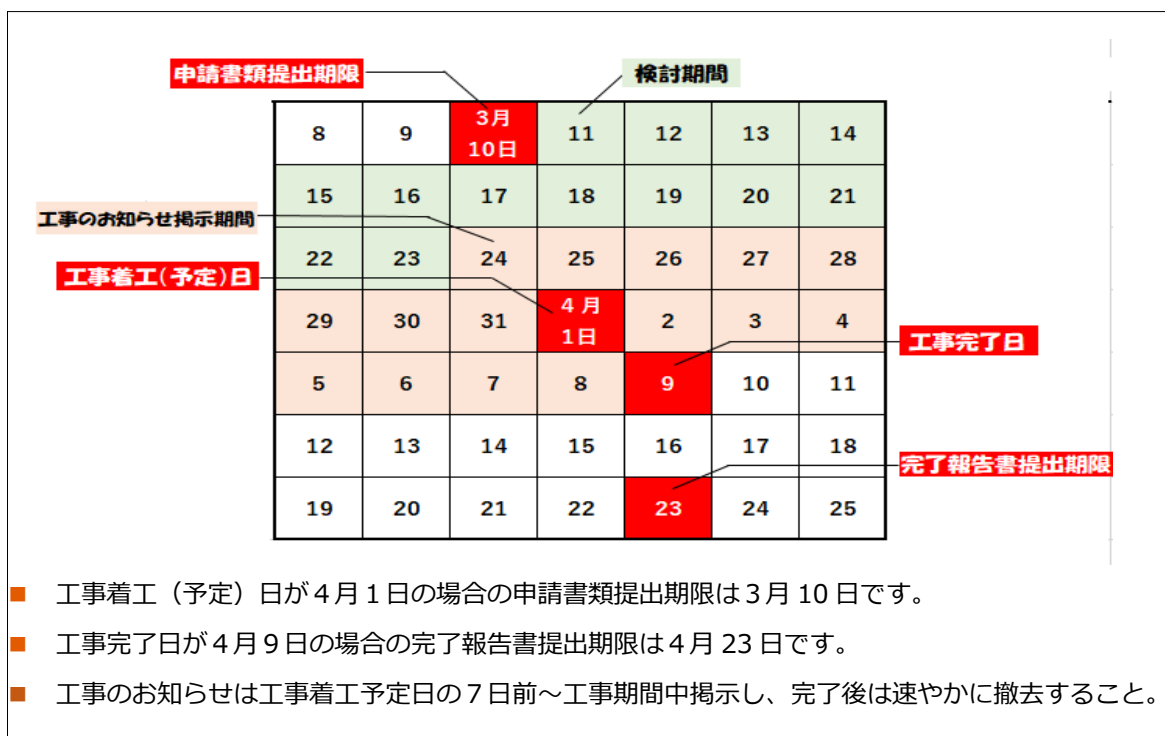 申請書類提出期限
検討期間
8 9 3月10日 11 12 13 14
15 16 17 18 19 20 21
工事のお知らせ掲示期間
22 23 24 25 26 27 28
工事着工(予定)日
29 30 31 4月1日 2 3 4
工事完了日
5 6 7 8 9 10 11
12 13 14 15 16 17 18
完了報告書提出期限
19 20 21 22 23 24 25
■ 工事着工（予定）日が４月１日の場合の申請書類提出期限は３月 10 日です。
■ 工事完了日が４月９日の場合の完了報告書提出期限は４月 23 日です。
■ 工事のお知らせは工事着工予定日の７日前～工事期間中掲示し、完了後は速やかに撤去すること。